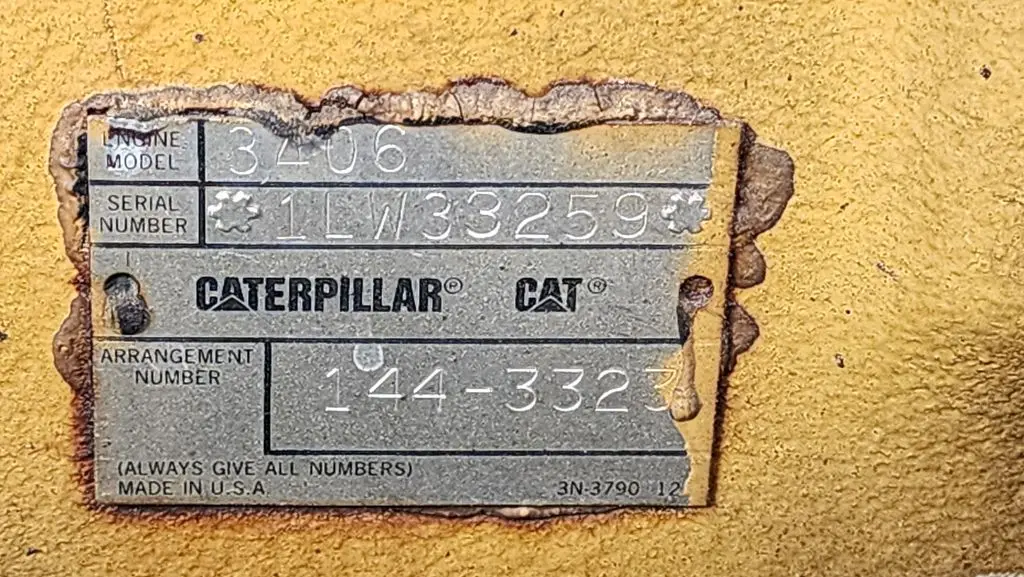 ENGINE MODEL 3406
SERIAL NUMBER 1LW33259
CATERPILLAR® CAT®
ARRANGEMENT NUMBER 144-3323
(ALWAYS GIVE ALL NUMBERS)
MADE IN U.S.A. 3N-3790 12